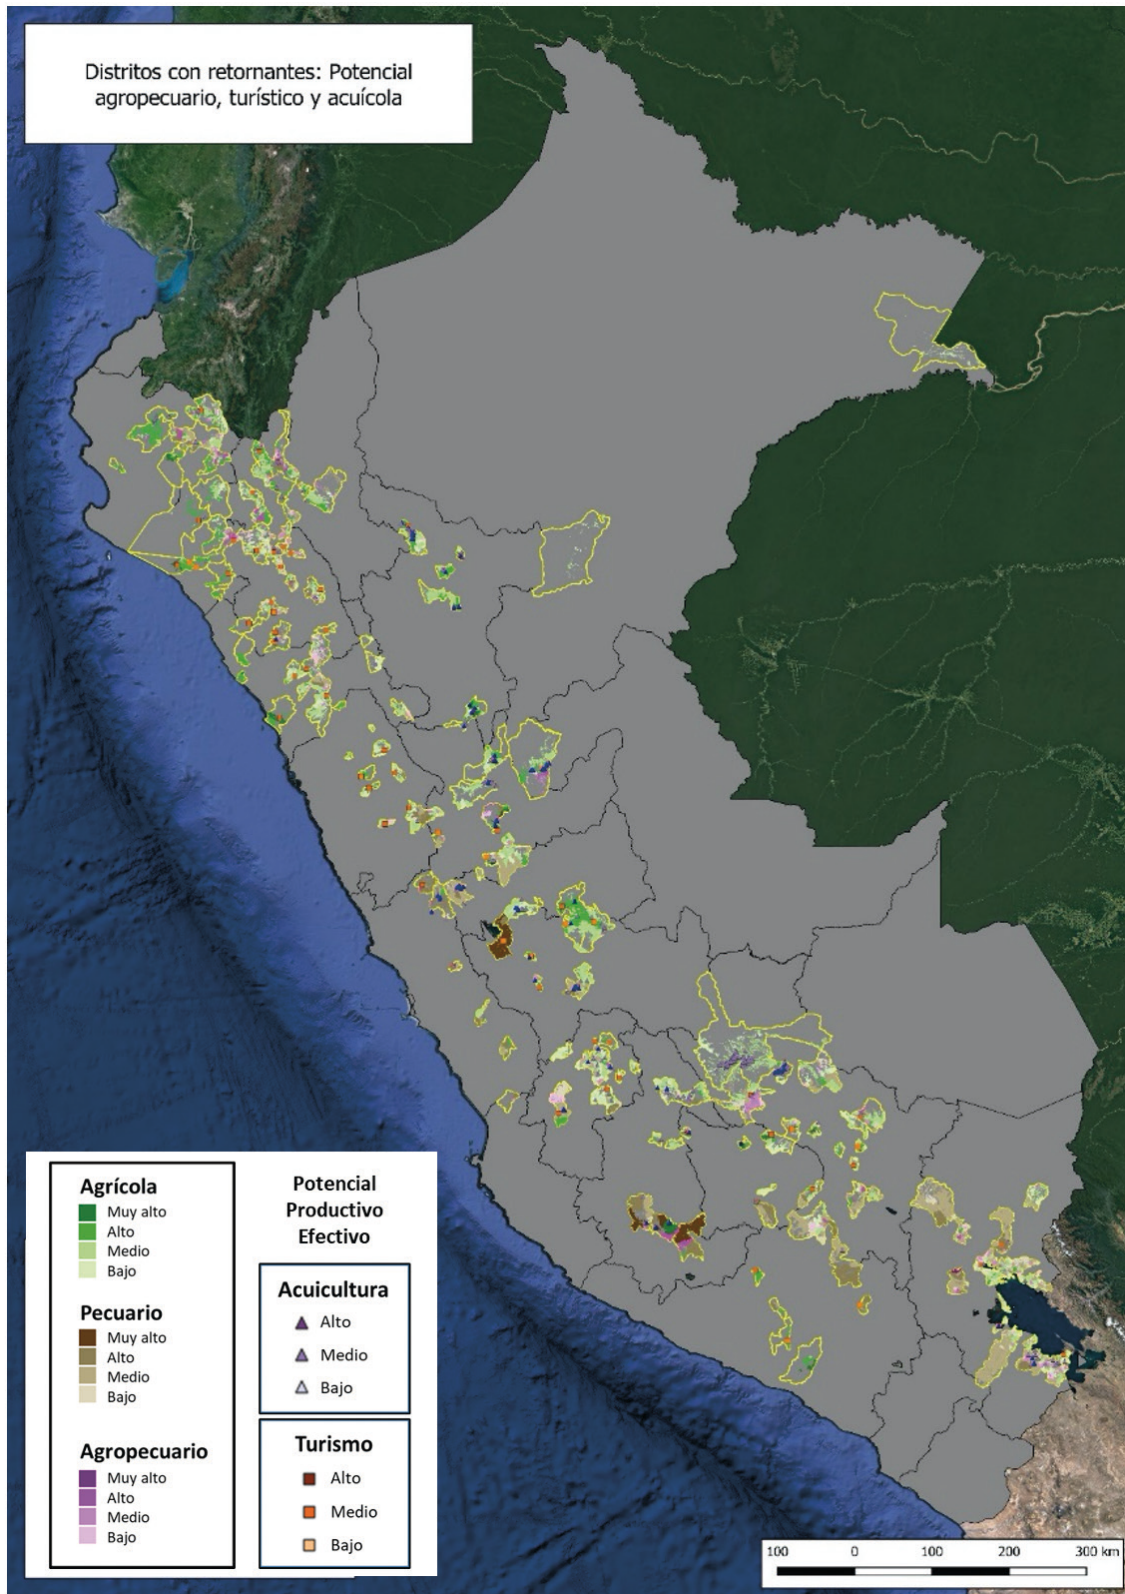 Distritos con retornantes: Potencial
agropecuario, turístico y acuícola
Agrícola
Muy alto
Alto
Medio
Bajo
Pecuario
Muy alto
Alto
Medio
Bajo
Agropecuario
Muy alto
Alto
Medio
Bajo
Potencial
Productivo
Efectivo
Acuicultura
Alto
Medio
Bajo
Turismo
Alto
Medio
Bajo
100 0 100 200 300 km